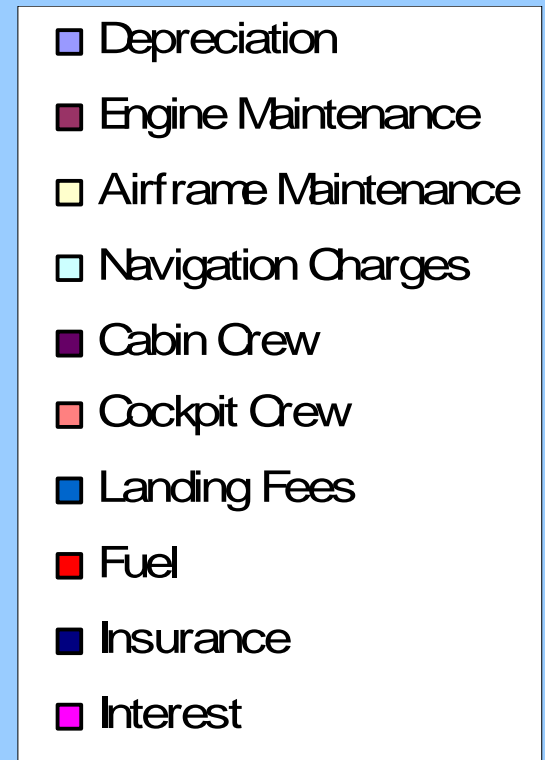 Depreciation
Engine Maintenance
Airframe Maintenance
Navigation Charges
Cabin Crew
Cockpit Crew
Landing Fees
Fuel
Insurance
Interest